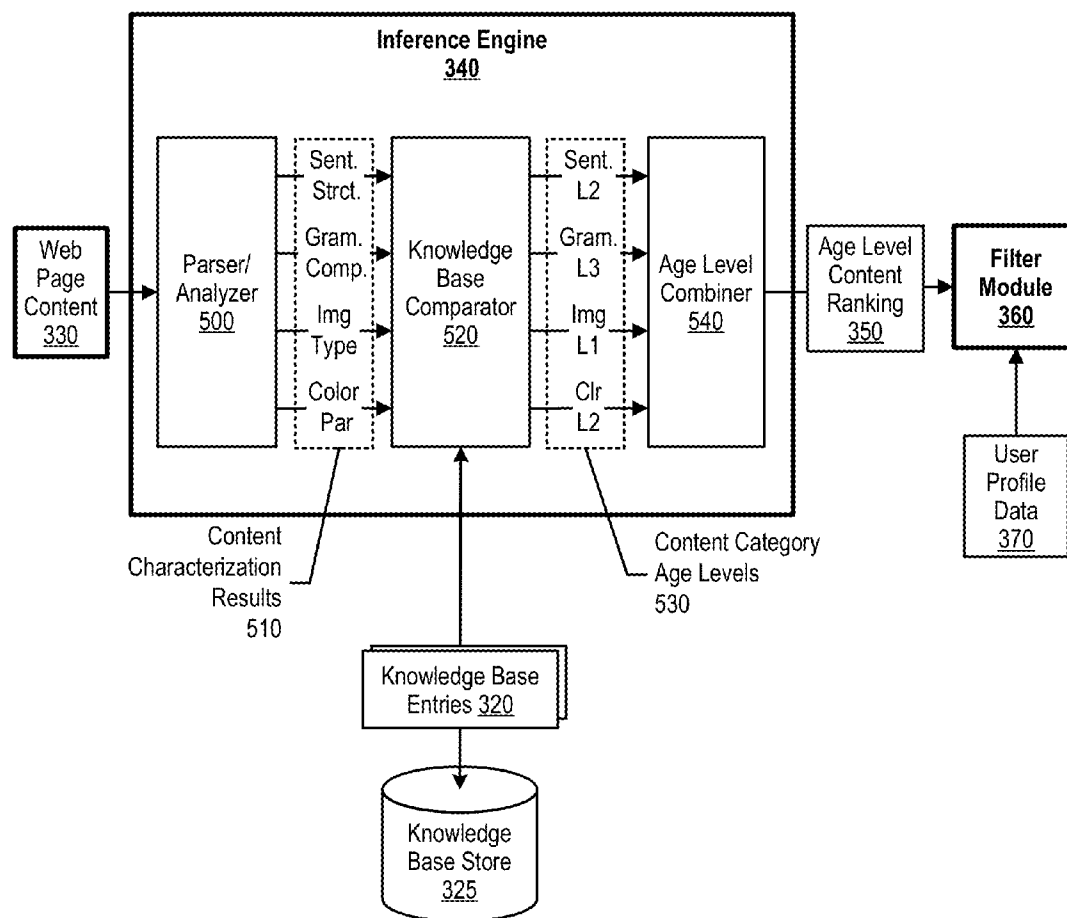 Inference Engine
340
Web
Page
Content
330
Parser/
Analyzer
500
Sent.
Strct.
Gram.
Comp.
Img
Type
Color
Par
Knowledge
Base
Comparator
520
Sent.
L2
Gram.
L3
Img
L1
Clr
L2
Age Level
Combiner
540
Age Level
Content
Ranking
350
Filter
Module
360
User
Profile
Data
370
Content
Characterization
Results
510
Content Category
Age Levels
530
Knowledge Base
Entries 320
Knowledge
Base Store
325